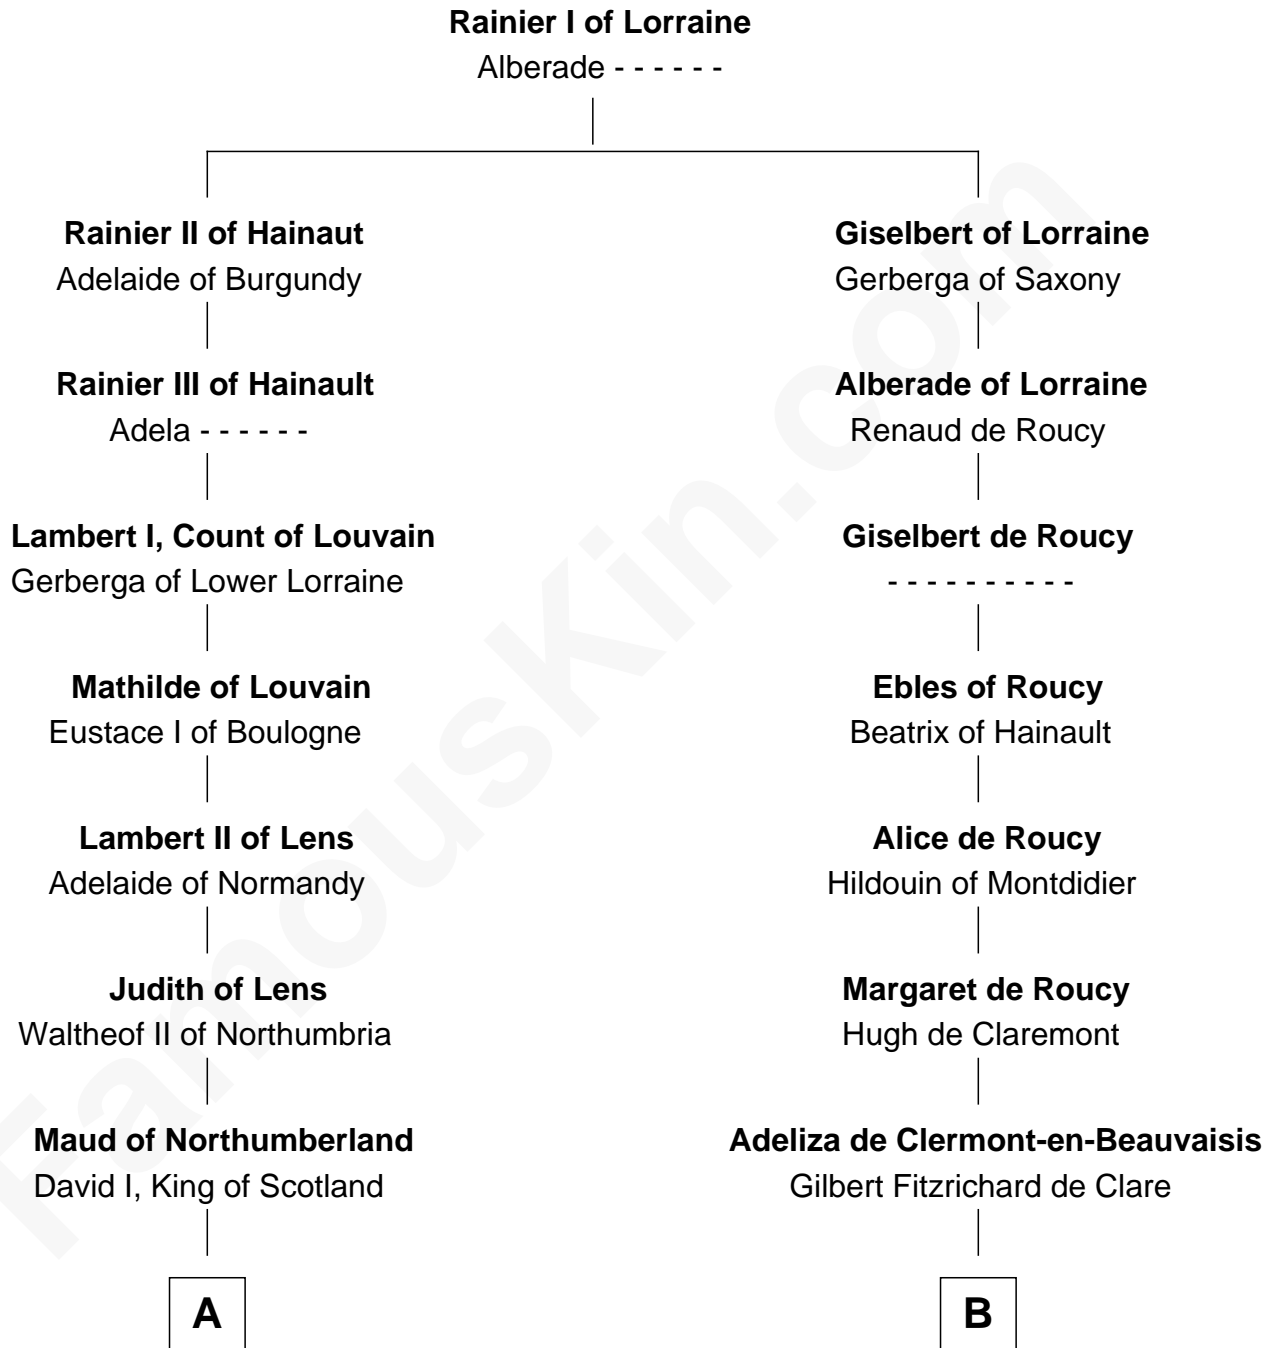 Rainier I of Lorraine
Alberade - - - - - -
Rainier II of Hainaut
Adelaide of Burgundy
Rainier III of Hainault
Adela - - - - - -
Lambert I, Count of Louvain
Gerberga of Lower Lorraine
Mathilde of Louvain
Eustace I of Boulogne
Lambert II of Lens
Adelaide of Normandy
Judith of Lens
Waltheof II of Northumbria
Maud of Northumberland
David I, King of Scotland
A
Giselbert of Lorraine
Gerberga of Saxony
Alberade of Lorraine
Renaud de Roucy
Giselbert de Roucy
- - - - - - - - - -
Ebles of Roucy
Beatrix of Hainault
Alice de Roucy
Hildouin of Montdidier
Margaret de Roucy
Hugh de Claremont
Adeliza de Clermont-en-Beauvaisis
Gilbert Fitzrichard de Clare
B
FamousKin.com